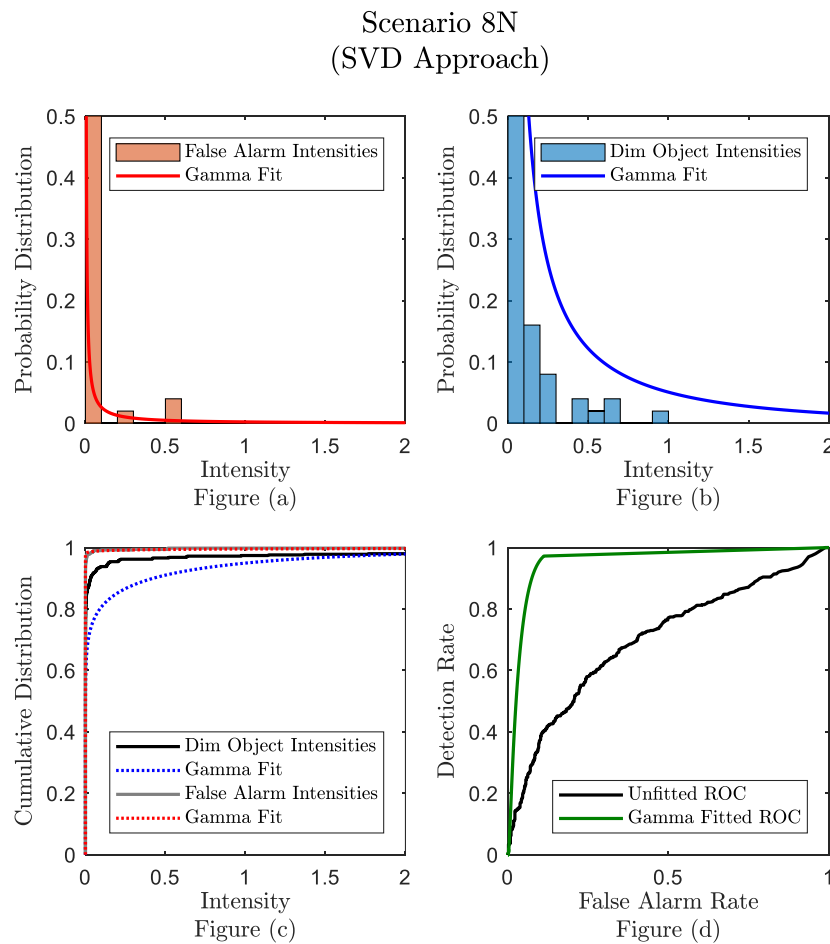 Scenario 8N
(SVD Approach)
0.5
0.4
0.3
0.2
0.1
0
Probability Distribution
False Alarm Intensities
Gamma Fit
0 0.5 1 1.5 2
Intensity
Figure (a)
0.5
0.4
0.3
0.2
0.1
0
Probability Distribution
Dim Object Intensities
Gamma Fit
0 0.5 1 1.5 2
Intensity
Figure (b)
1
0.8
0.6
0.4
0.2
0
Cumulative Distribution
Dim Object Intensities
Gamma Fit
False Alarm Intensities
Gamma Fit
0 0.5 1 1.5 2
Intensity
Figure (c)
1
0.8
0.6
0.4
0.2
0
Detection Rate
Unfitted ROC
Gamma Fitted ROC
0 0.5 1
False Alarm Rate
Figure (d)